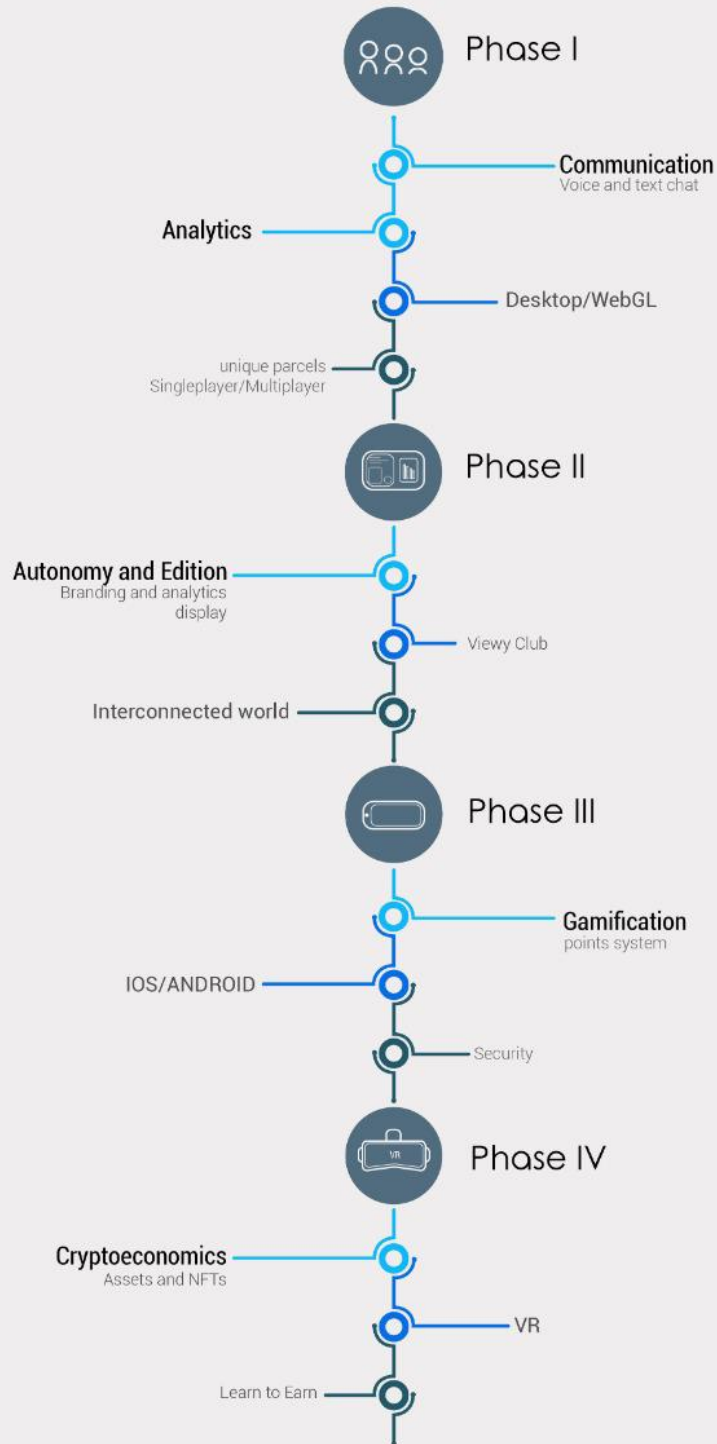 Phase I
Communication
Voice and text chat
Analytics
Desktop/WebGL
unique parcels
Singleplayer/Multiplayer
Phase II
Autonomy and Edition
Branding and analytics
display
Viewy Club
Interconnected world
Phase III
Gamification
points system
IOS/ANDROID
Security
VR
Phase IV
Cryptoeconomics
Assets and NFTs
VR
Learn to Earn